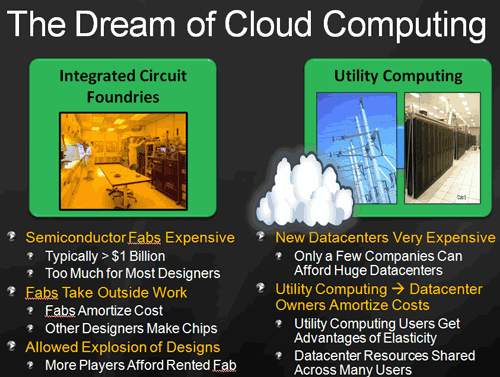 The Dream of Cloud Computing
Integrated Circuit
Foundries
Semiconductor Fabs Expensive
Typically > $1 Billion
Too Much for Most Designers
Fabs Take Outside Work
Fabs Amortize Cost
Other Designers Make Chips
Allowed Explosion of Designs
More Players Afford Rented Fab
Utility Computing
New Datacenters Very Expensive
Only a Few Companies Can
Afford Huge Datacenters
Utility Computing → Datacenter
Owners Amortize Costs
Utility Computing Users Get
Advantages of Elasticity
Datacenter Resources Shared
Across Many Users